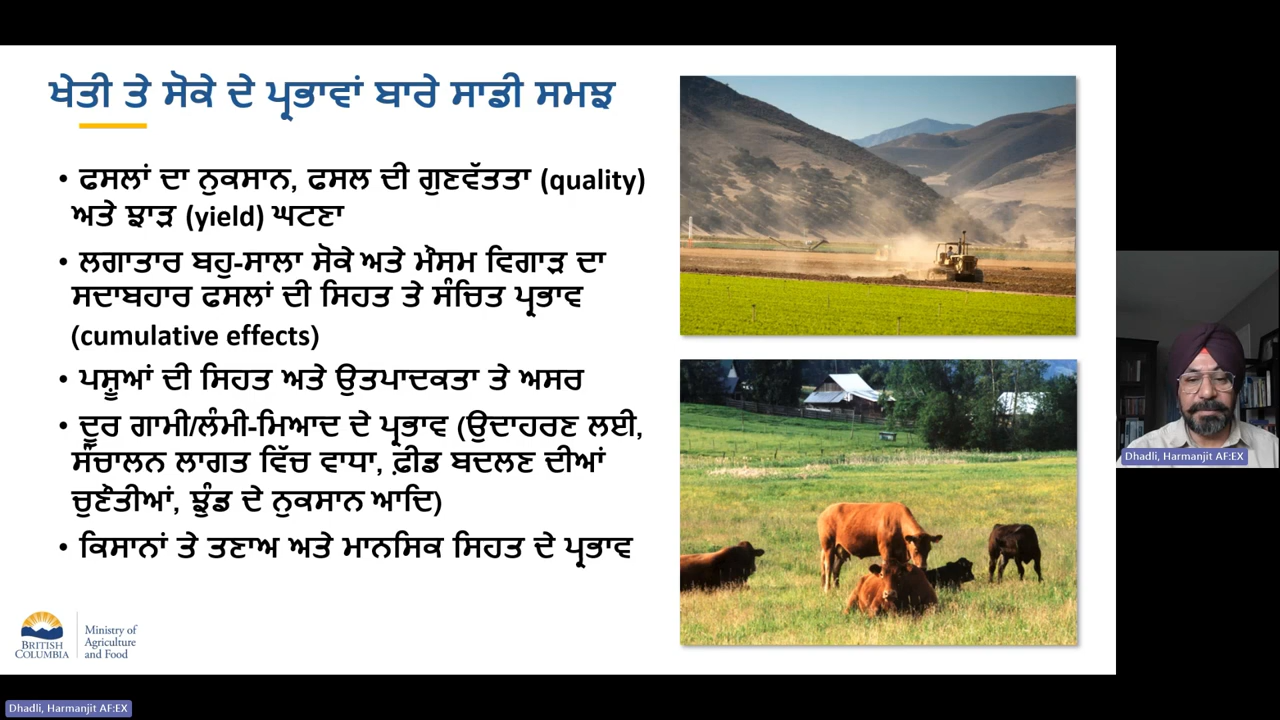 ਖੇਤੀ ਤੇ ਸੋਕੇ ਦੇ ਪ੍ਰਭਾਵਾਂ ਬਾਰੇ ਸਾਡੀ ਸਮਝ
• ਫਸਲਾਂ ਦਾ ਨੁਕਸਾਨ, ਫਸਲ ਦੀ ਗੁਣਵੱਤਤਾ (quality)
ਅਤੇ ਝਾੜ (yield) ਘਟਣਾ
• ਲਗਾਤਾਰ ਬਹੁ-ਸਾਲਾ ਸੋਕੇ ਅਤੇ ਮੌਸਮ ਵਿਗਾੜ ਦਾ
ਸਦਾਬਹਾਰ ਫਸਲਾਂ ਦੀ ਸਿਹਤ ਤੇ ਸੰਚਿਤ ਪ੍ਰਭਾਵ
(cumulative effects)
• ਪਸ਼ੂਆਂ ਦੀ ਸਿਹਤ ਅਤੇ ਉਤਪਾਦਕਤਾ ਤੇ ਅਸਰ
• ਦੂਰ ਗਾਮੀ/ਲੰਮੀ-ਮਿਆਦ ਦੇ ਪ੍ਰਭਾਵ (ਉਦਾਹਰਣ ਲਈ,
ਸੰਚਾਲਨ ਲਾਗਤ ਵਿੱਚ ਵਾਧਾ, ਫ਼ੀਡ ਬਦਲਣ ਦੀਆਂ
ਚੁਣੌਤੀਆਂ, ਝੁੰਡ ਦੇ ਨੁਕਸਾਨ ਆਦਿ)
• ਕਿਸਾਨਾਂ ਤੇ ਤਣਾਅ ਅਤੇ ਮਾਨਸਿਕ ਸਿਹਤ ਦੇ ਪ੍ਰਭਾਵ
BRITISH
COLUMBIA
Ministry of
Agriculture
and Food
Dhadli, Harmanjit AF:EX
Dhadli, Harmanjit AF:EX